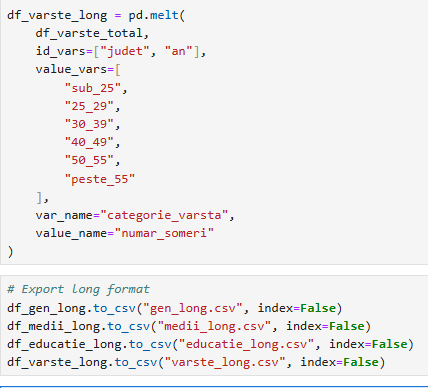 df_varste_long = pd.melt(
    df_varste_total,
    id_vars=["judet", "an"],
    value_vars=[
        "sub_25",
        "25_29",
        "30_39",
        "40_49",
        "50_55",
        "peste_55"
    ],
    var_name="categorie_varsta",
    value_name="numar_someri"
)
# Export long format
df_gen_long.to_csv("gen_long.csv", index=False)
df_medii_long.to_csv("medii_long.csv", index=False)
df_educatie_long.to_csv("educatie_long.csv", index=False)
df_varste_long.to_csv("varste_long.csv", index=False)